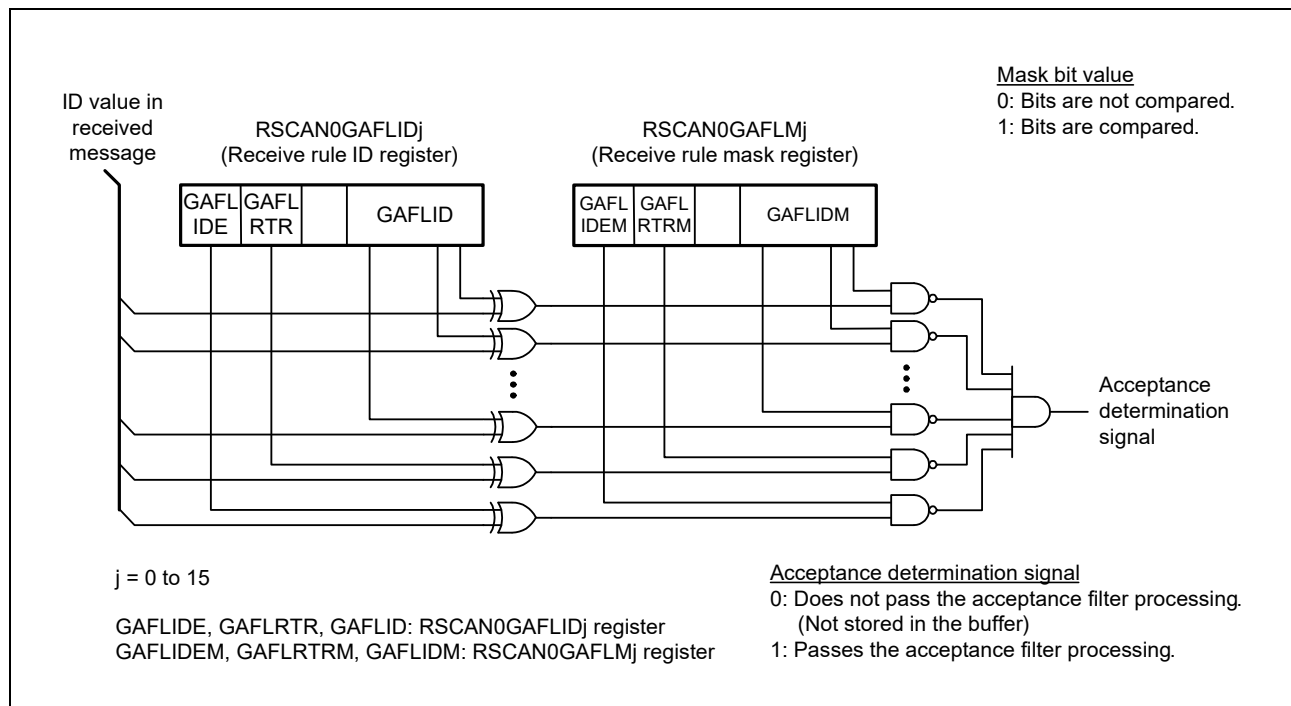 ID value in
received
message
RSCAN0GAFLIDj
(Receive rule ID register)
RSCAN0GAFLMj
(Receive rule mask register)
Mask bit value
0: Bits are not compared.
1: Bits are compared.
GAFL
IDE
GAFL
RTR
GAFLID
GAFL
IDEM
GAFL
RTRM
GAFLIDM
Acceptance
determination
signal
j = 0 to 15
GAFLIDE, GAFLRTR, GAFLID: RSCAN0GAFLIDj register
GAFLIDEM, GAFLRTRM, GAFLIDM: RSCAN0GAFLMj register
Acceptance determination signal
0: Does not pass the acceptance filter processing.
(Not stored in the buffer)
1: Passes the acceptance filter processing.